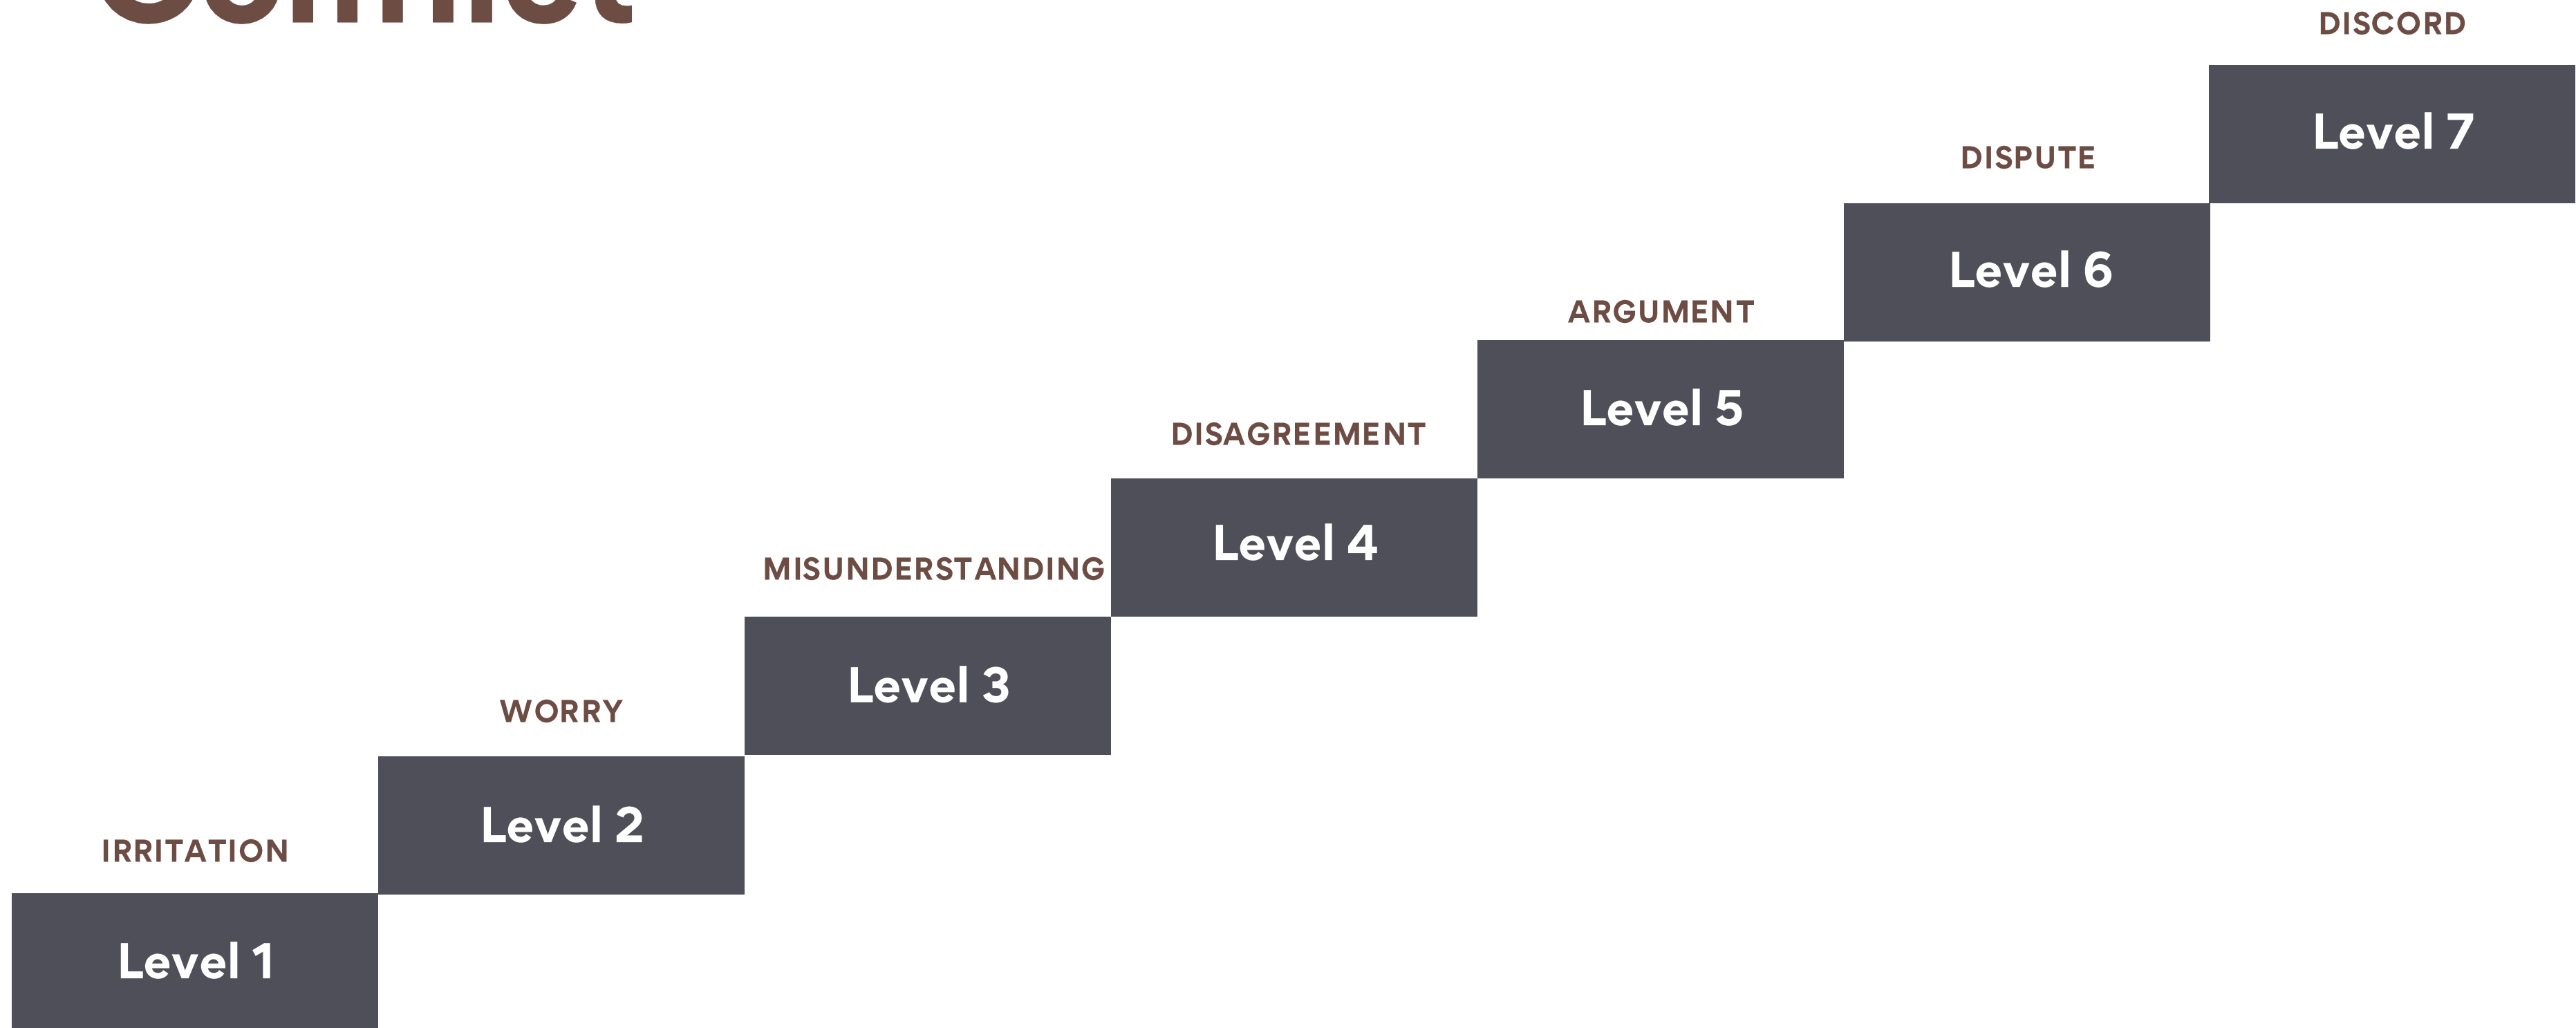 Conflict
DISCORD
Level 7
DISPUTE
Level 6
ARGUMENT
Level 5
DISAGREEMENT
Level 4
MISUNDERSTANDING
Level 3
WORRY
Level 2
IRRITATION
Level 1